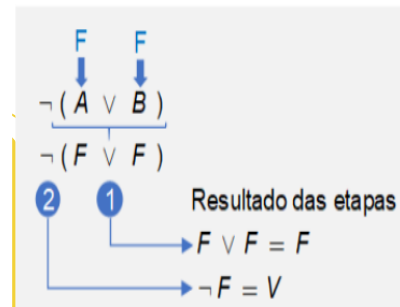 F F
¬ ( A ∨ B )
¬ ( F ∨ F )
2 1 Resultado das etapas
F ∨ F = F
¬ F = V